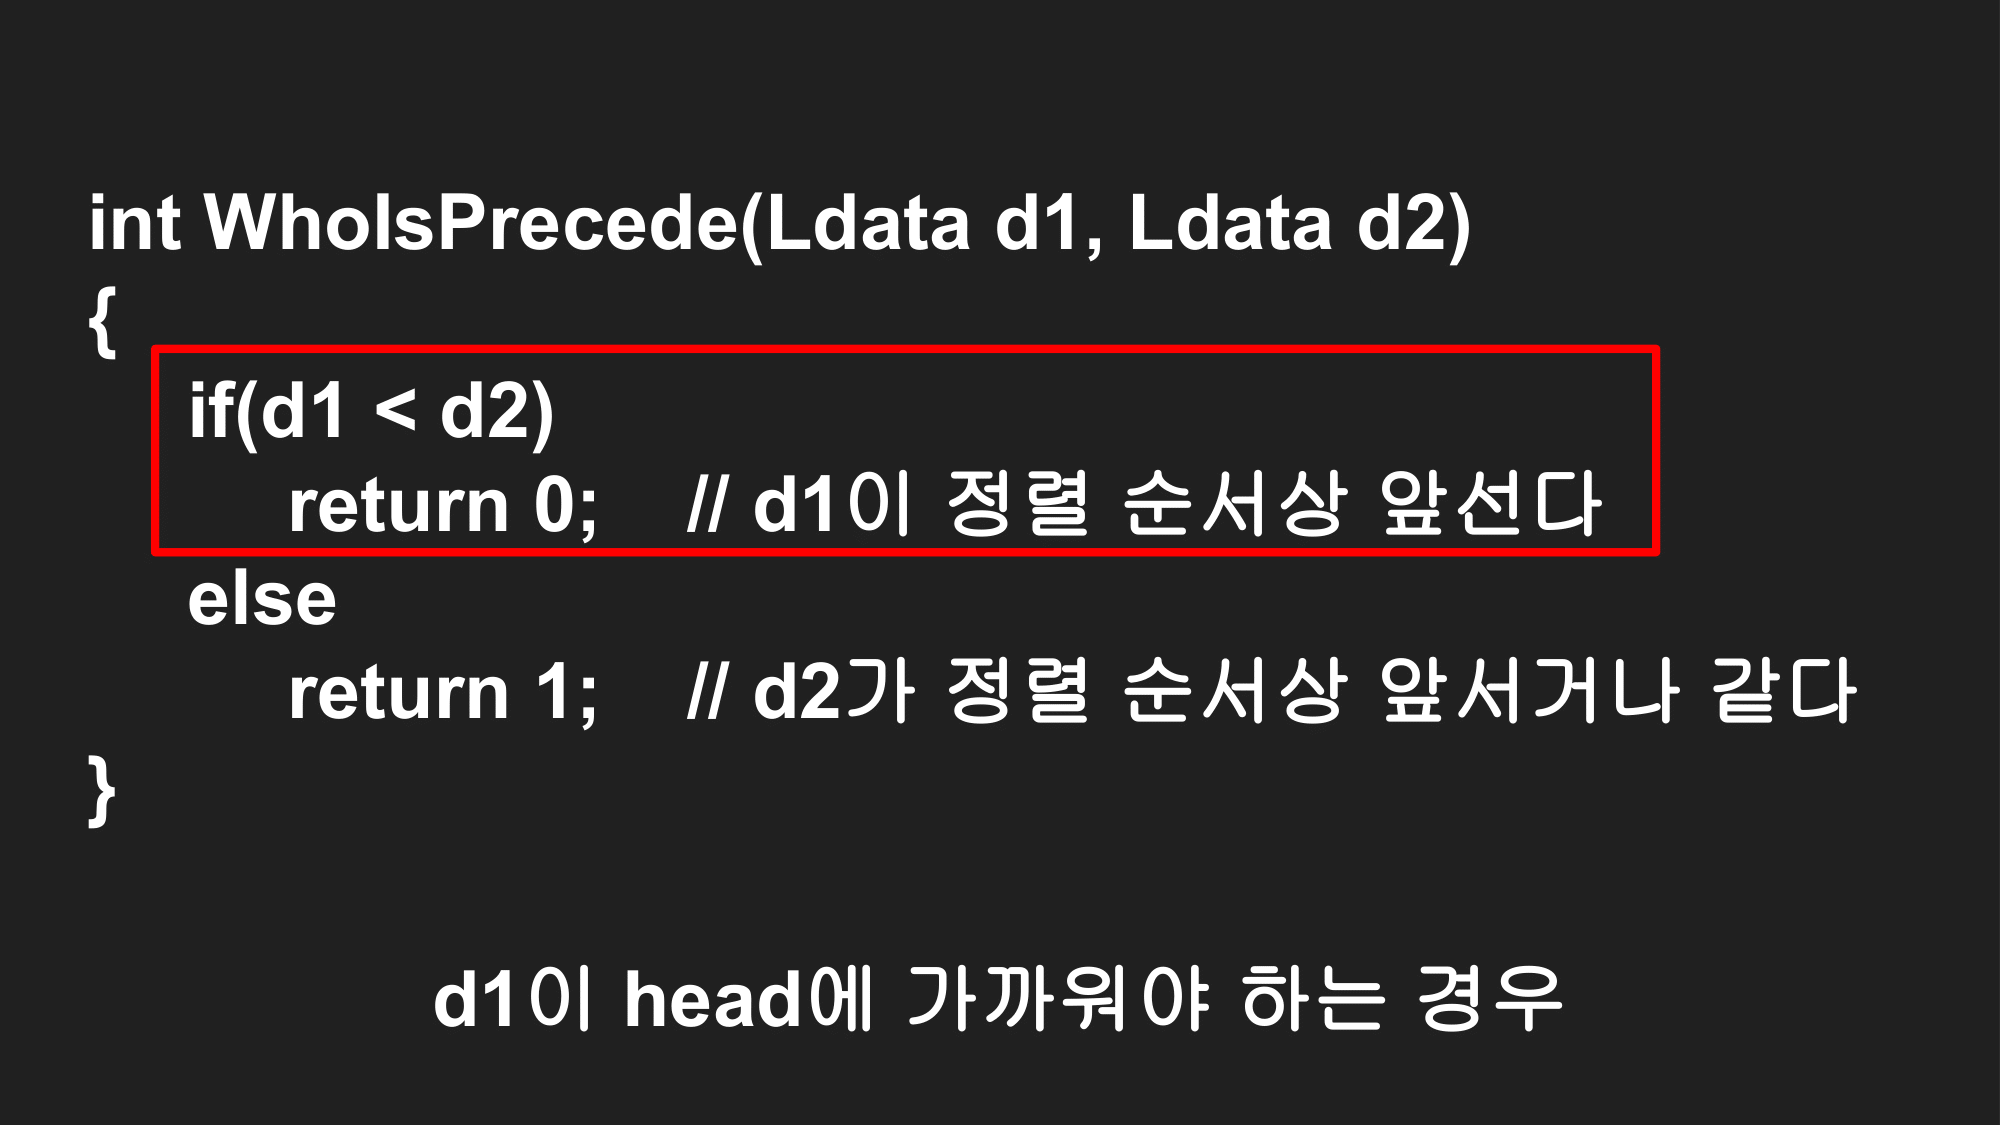 int WhoIsPrecede(Ldata d1, Ldata d2)
{
if(d1 < d2)
return 0; // d1이 정렬 순서상 앞선다
else
return 1; // d2가 정렬 순서상 앞서거나 같다
}
d1이 head에 가까워야 하는 경우